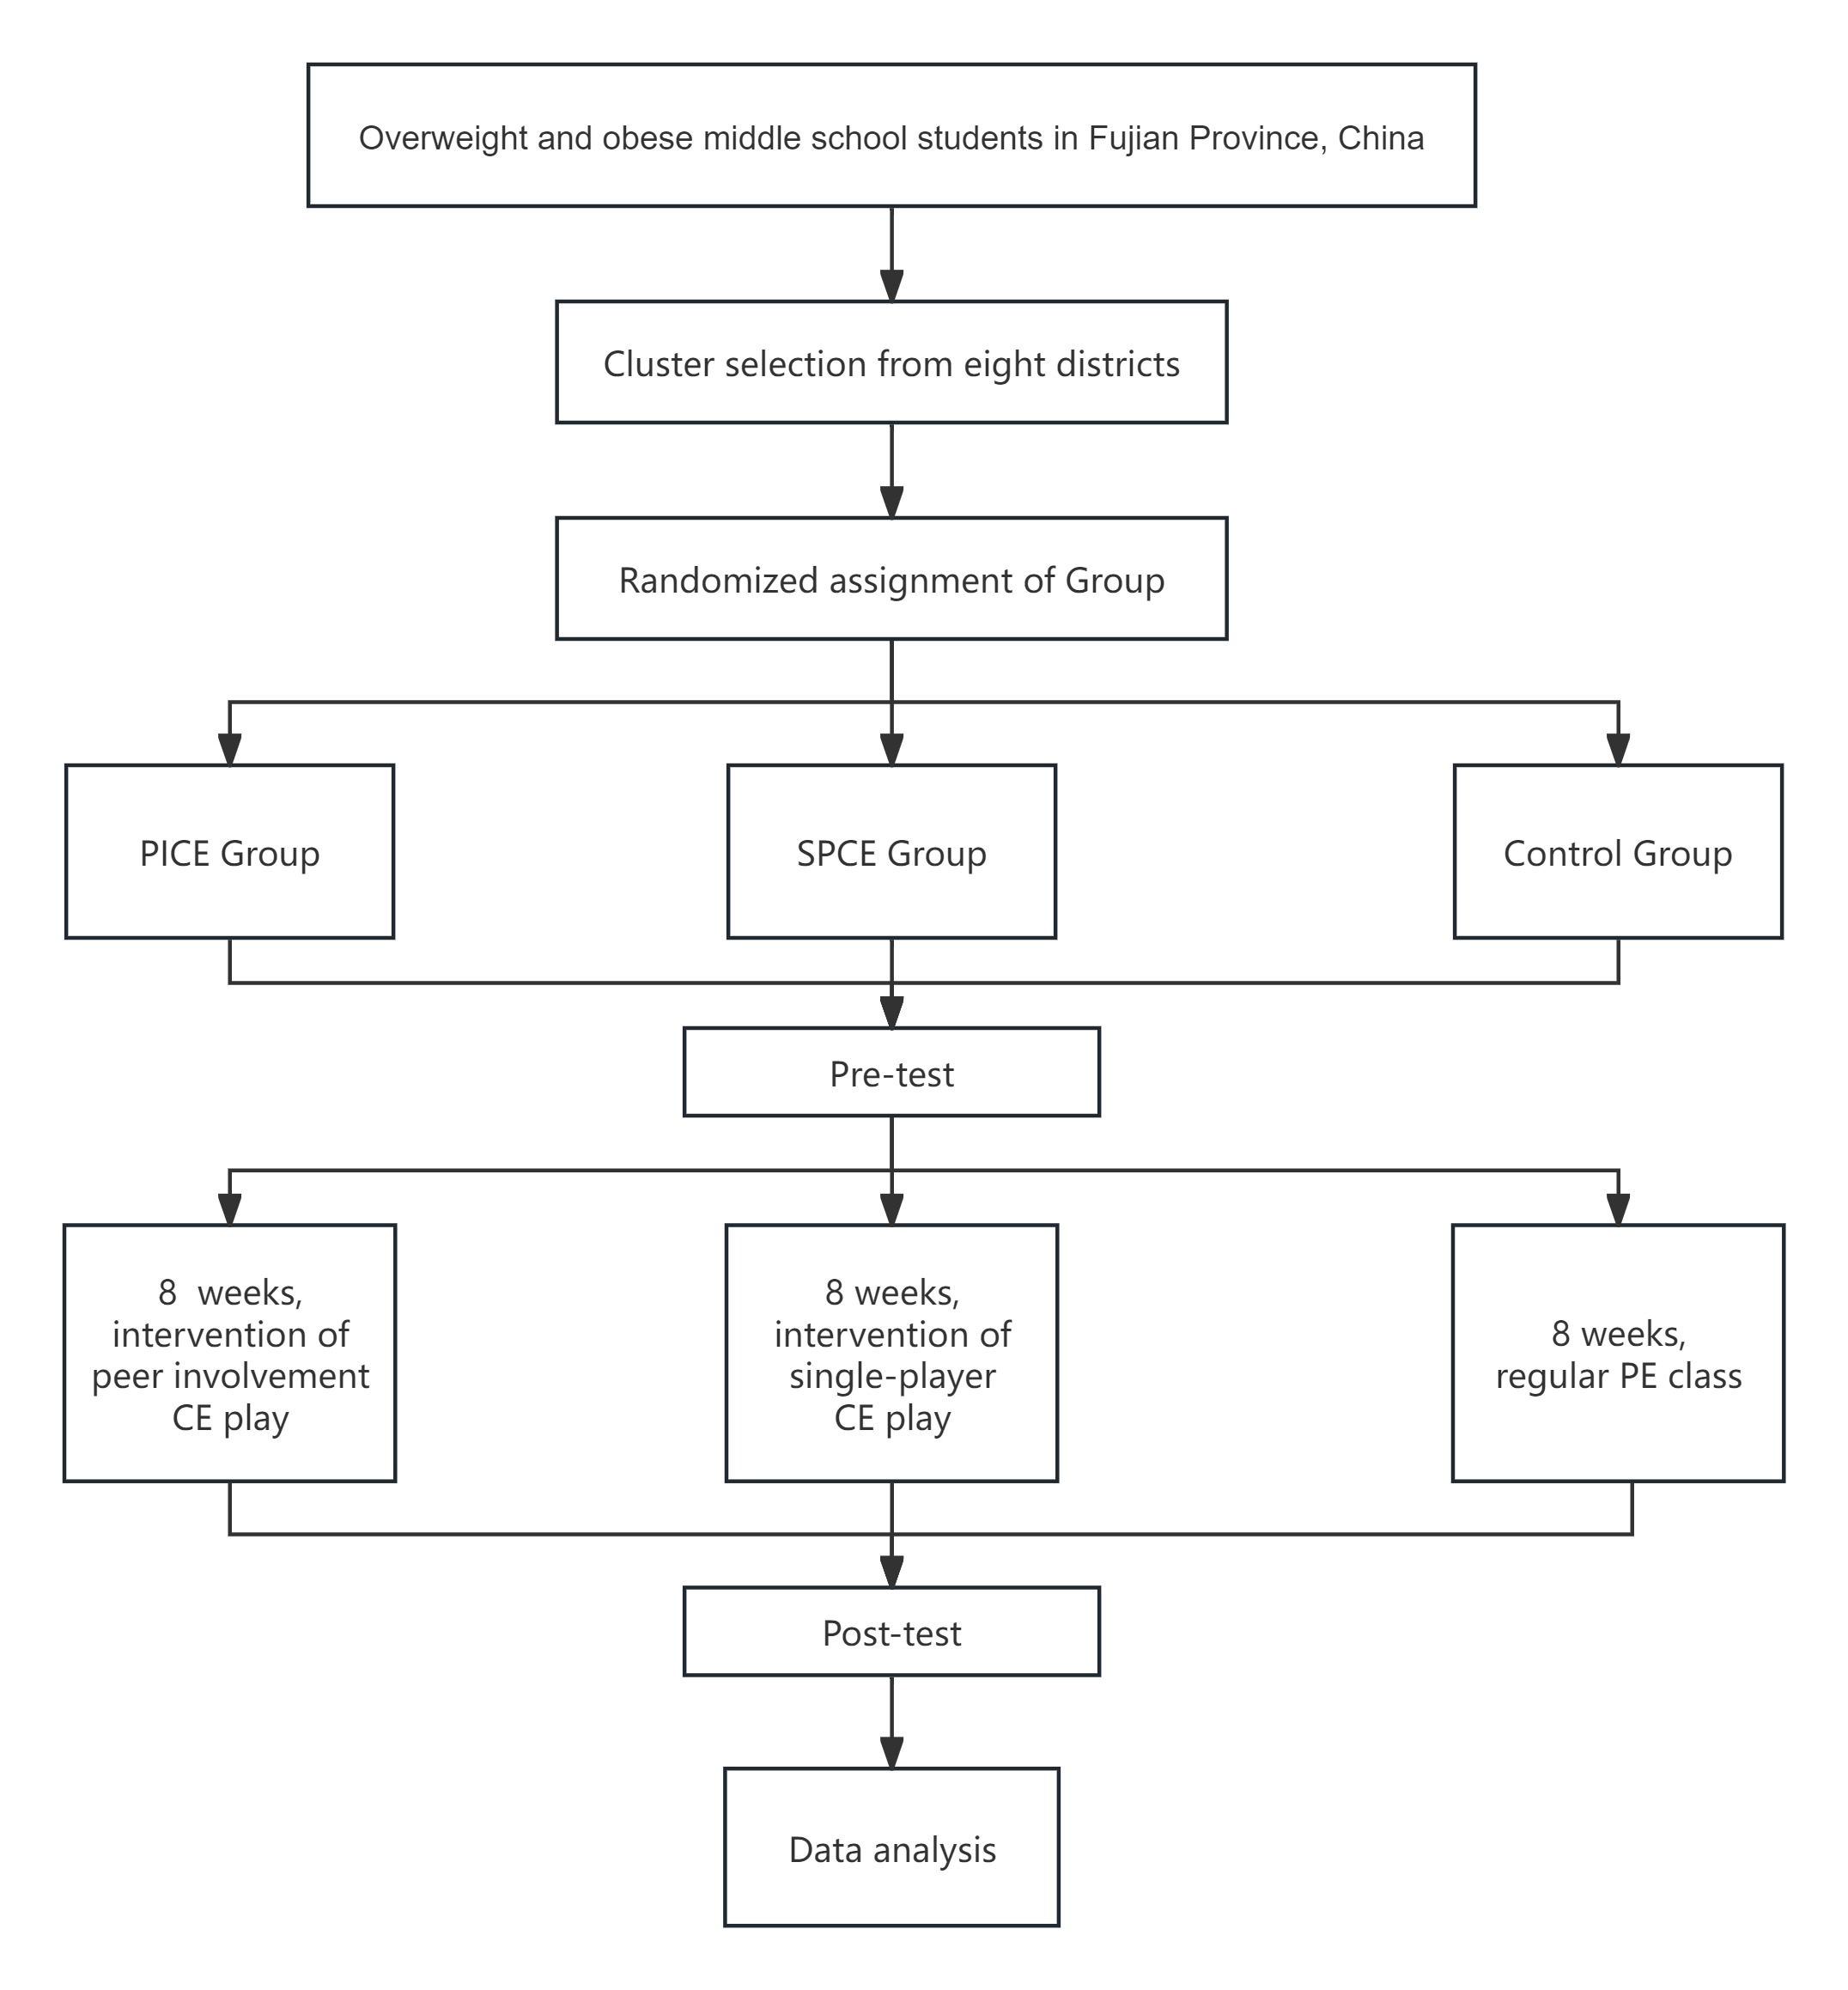 Overweight and obese middle school students in Fujian Province, China
Cluster selection from eight districts
Randomized assignment of Group
PICE Group
SPCE Group
Control Group
Pre-test
8  weeks,
intervention of
peer involvement
CE play
8 weeks,
intervention of
single-player
CE play
8 weeks,
regular PE class
Post-test
Data analysis